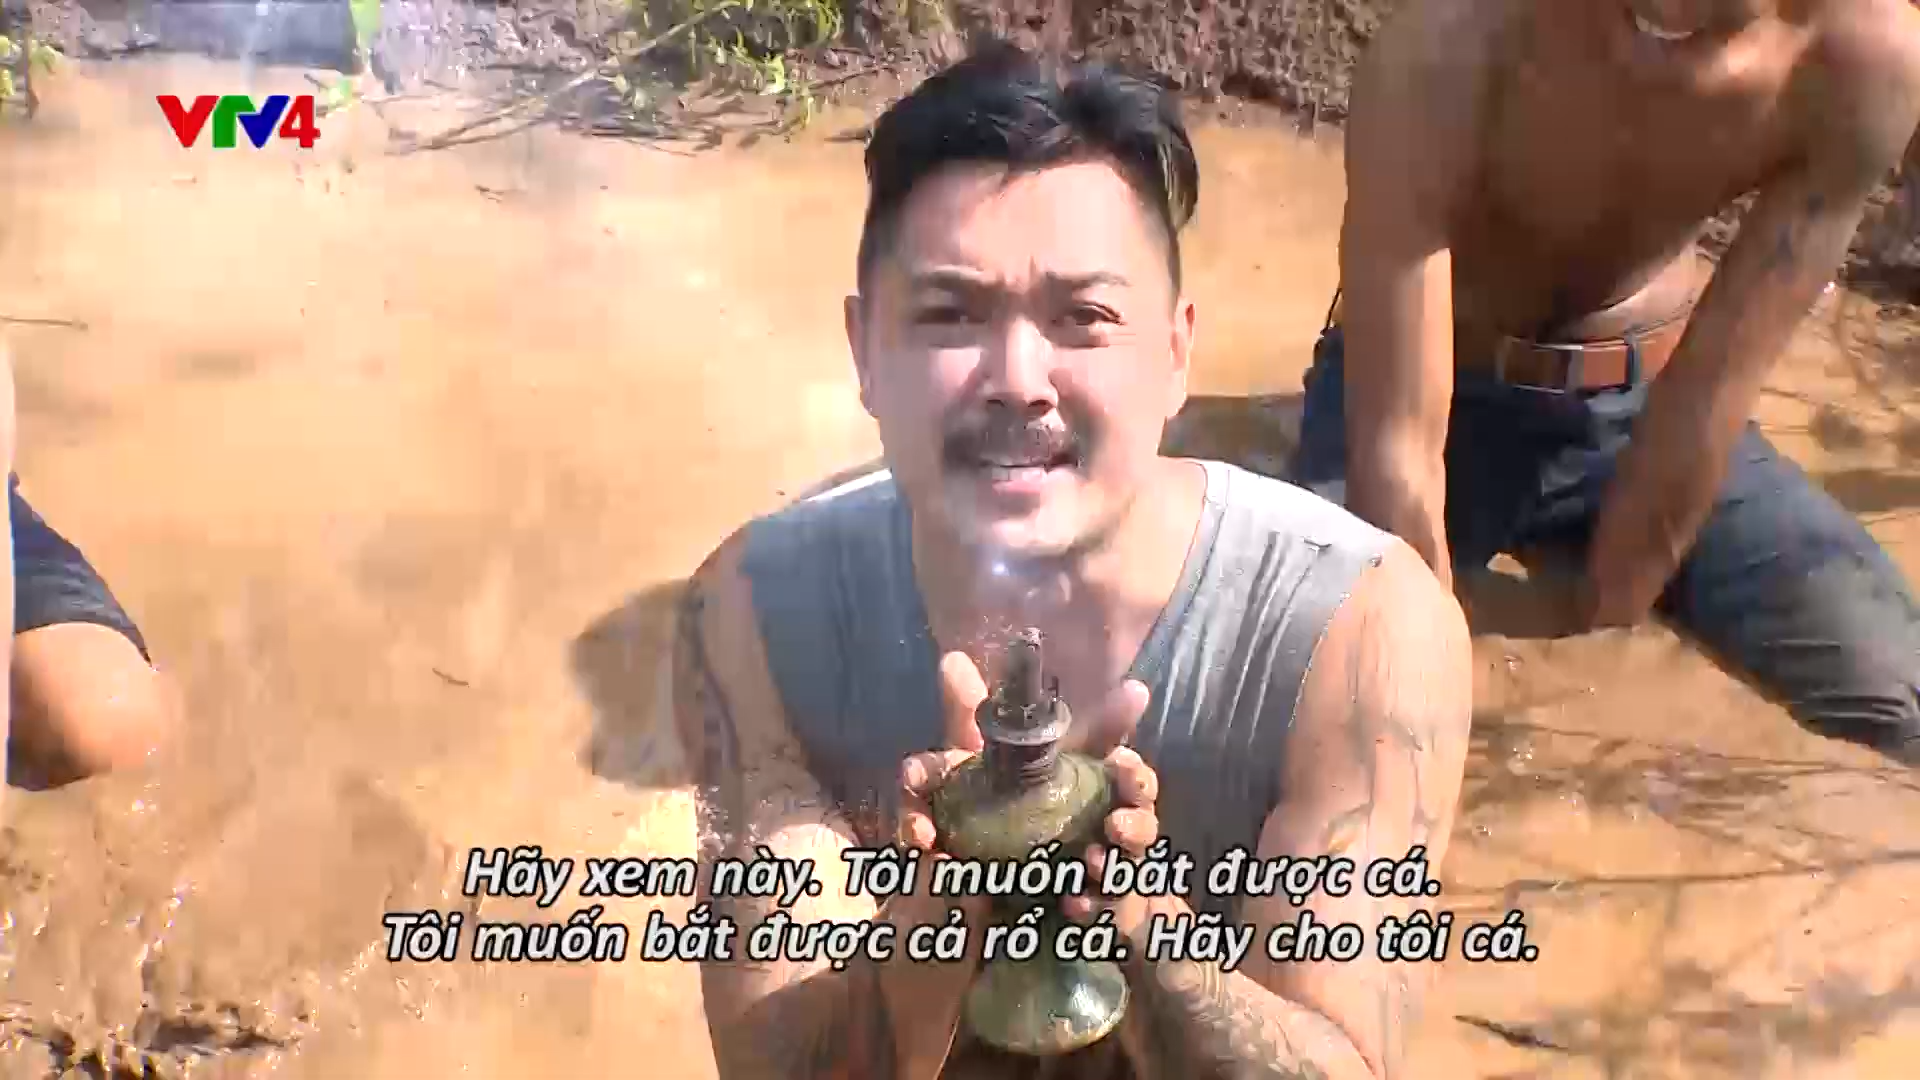 VTV4
Hãy xem này. Tôi muốn bắt được cá.
Tôi muốn bắt được cả rổ cá. Hãy cho tôi cá.